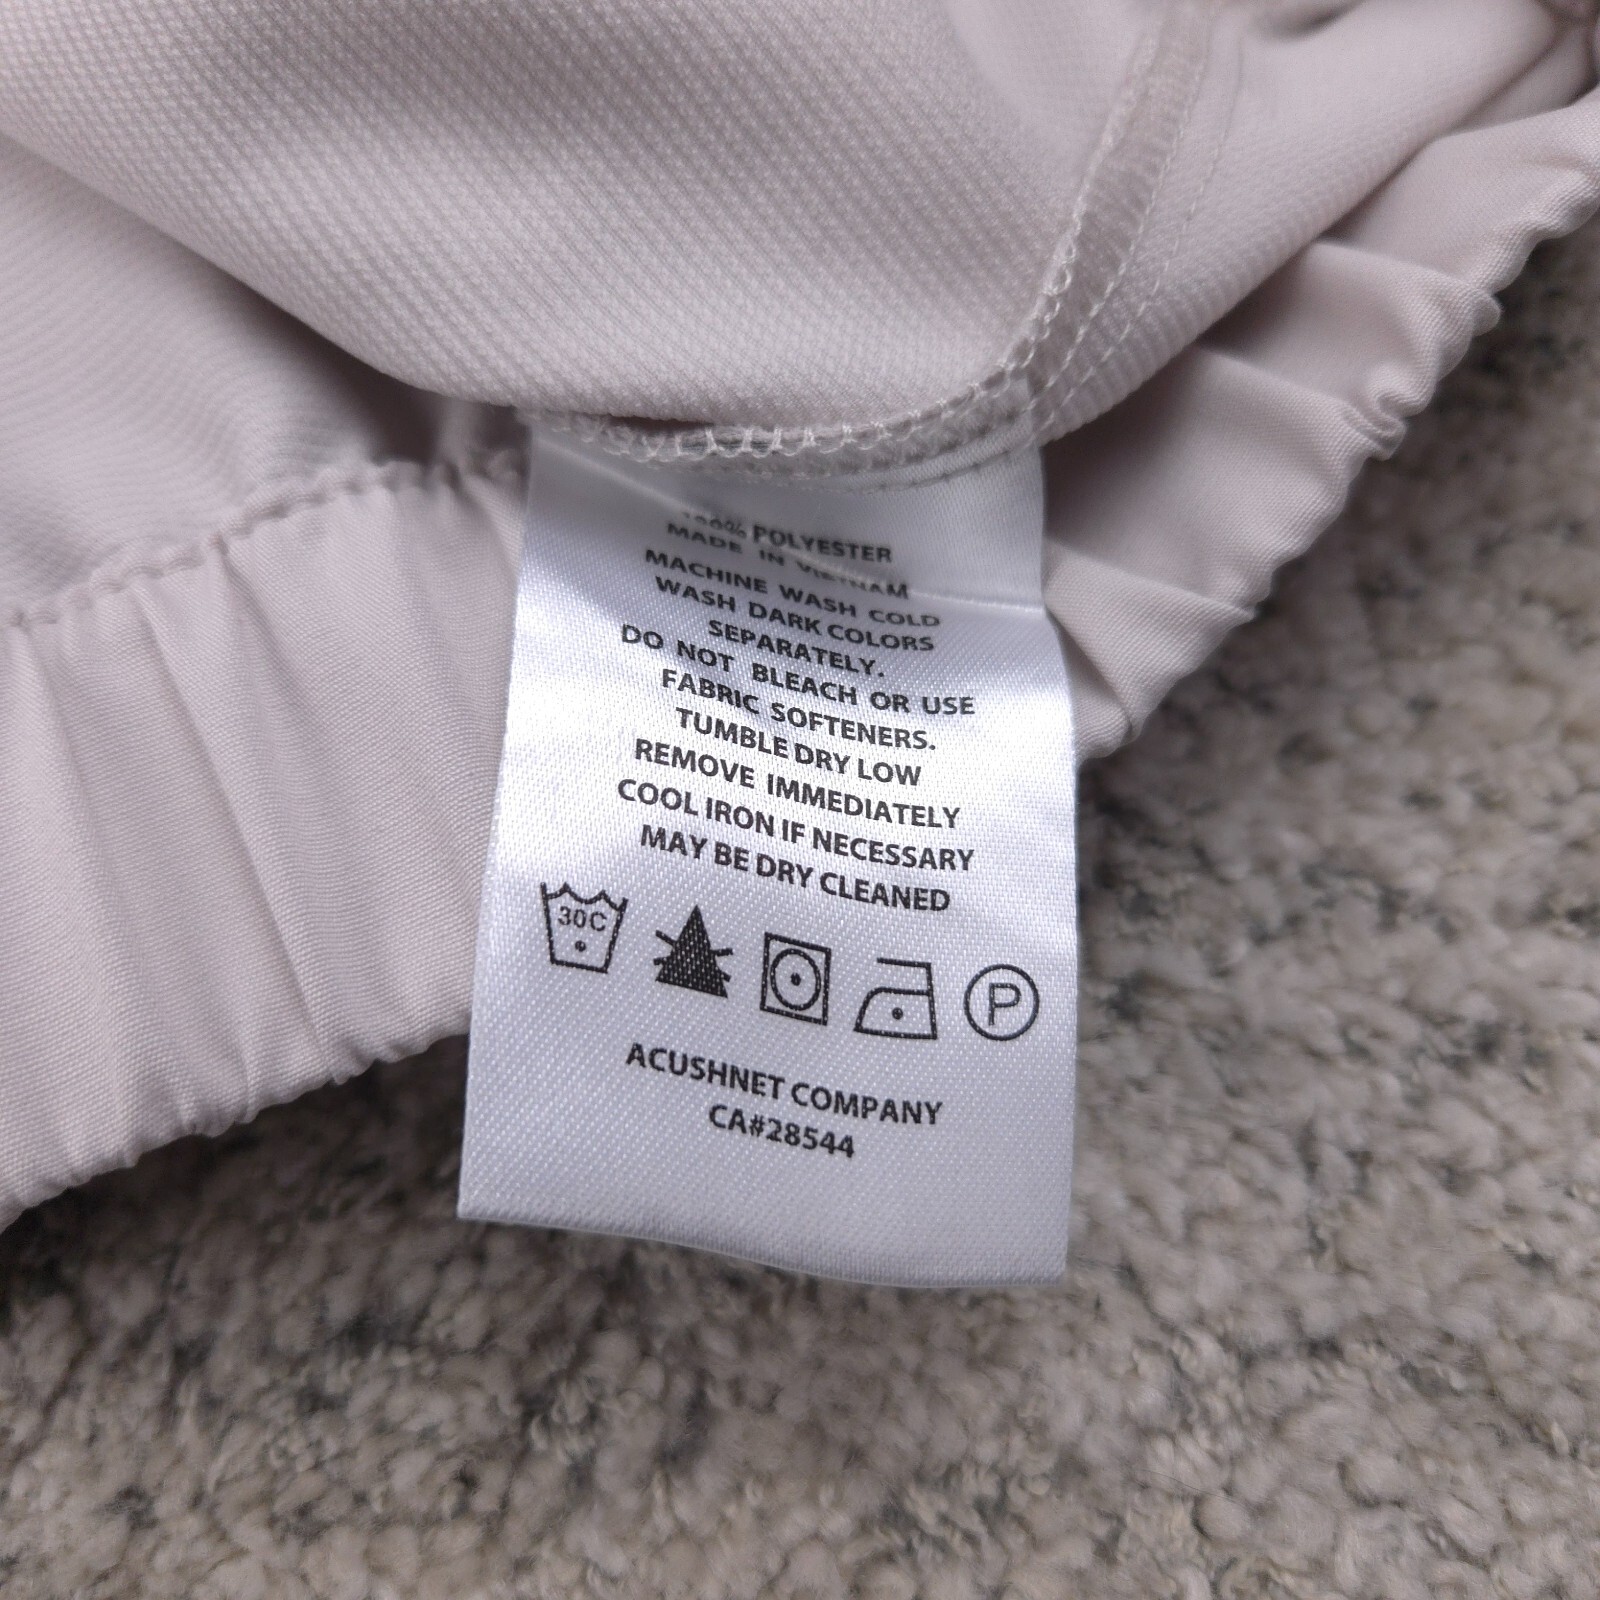 100% POLYESTER
MADE IN VIETNAM
MACHINE WASH COLD
WASH DARK COLORS
SEPARATELY.
DO NOT BLEACH OR USE
FABRIC SOFTENERS.
TUMBLE DRY LOW
REMOVE IMMEDIATELY
COOL IRON IF NECESSARY
MAY BE DRY CLEANED
30C P
ACUSHNET COMPANY
CA#28544